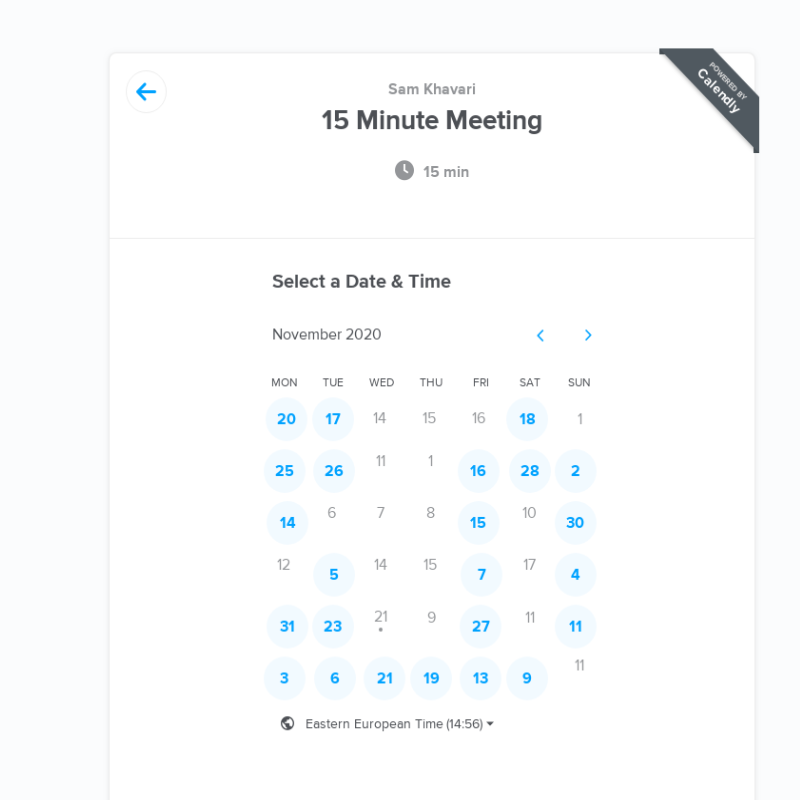 Sam Khavari
POWERED BY
Calendly
15 Minute Meeting
15 min
Select a Date & Time
November 2020
MON TUE WED THU FRI SAT SUN
20 17 14 15 16 18 1
25 26 11 1 16 28 2
14 6 7 8 15 10 30
12 5 14 15 7 17 4
31 23 21 9 27 11 11
3 6 21 19 13 9 11
Eastern European Time (14:56)